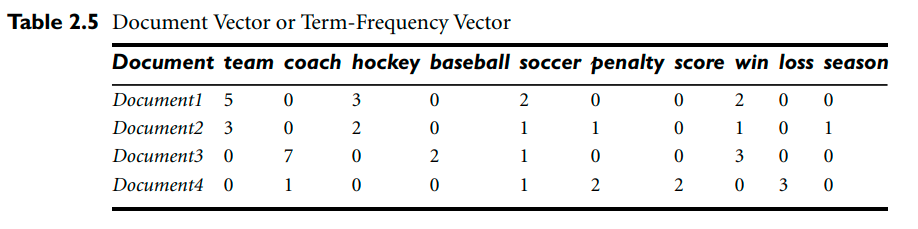 Table 2.5 Document Vector or Term-Frequency Vector
Document team coach hockey baseball soccer penalty score win loss season
Document1 5 0 3 0 2 0 0 2 0 0
Document2 3 0 2 0 1 1 0 1 0 1
Document3 0 7 0 2 1 0 0 3 0 0
Document4 0 1 0 0 1 2 2 0 3 0